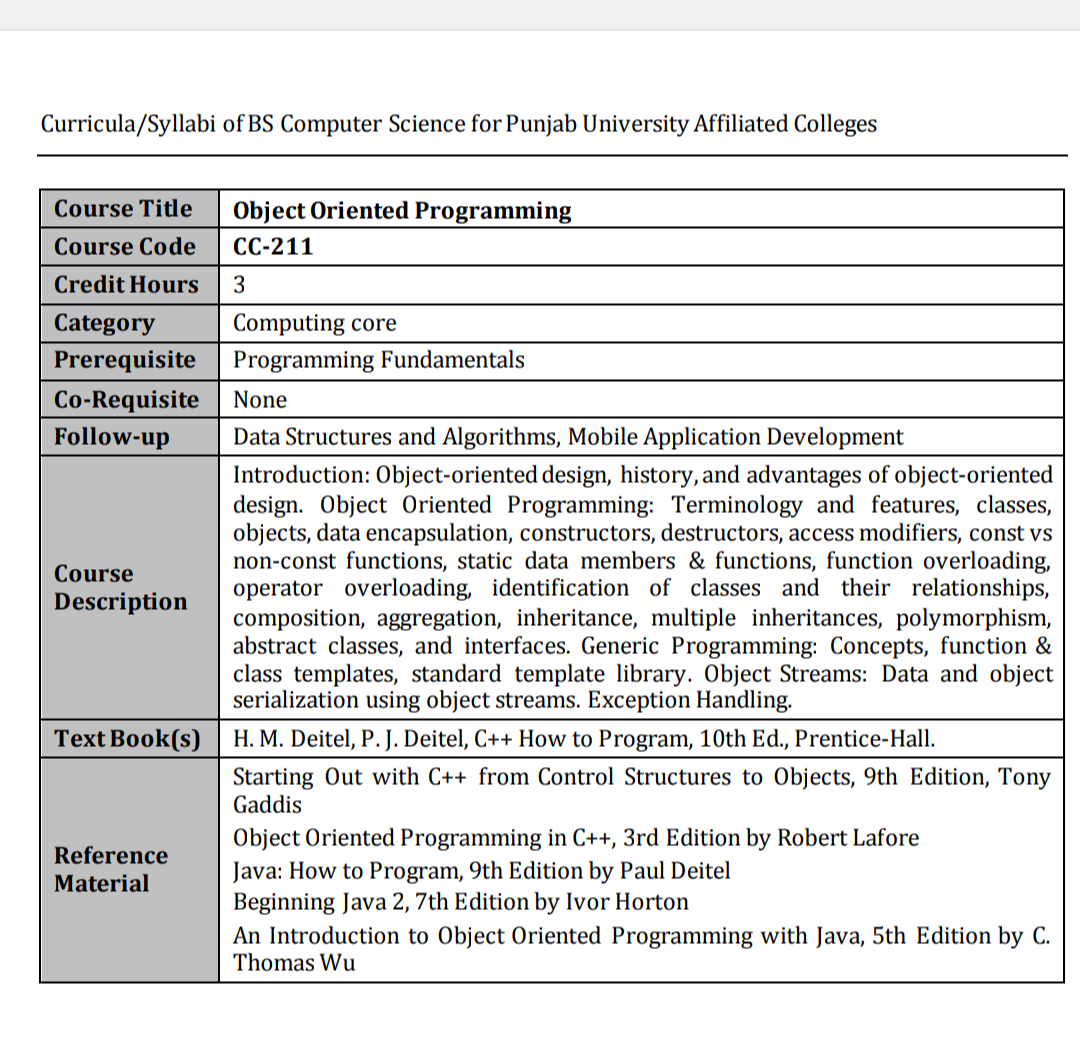 Curricula/Syllabi of BS Computer Science for Punjab University Affiliated Colleges
Course Title Object Oriented Programming
Course Code CC-211
Credit Hours 3
Category Computing core
Prerequisite Programming Fundamentals
Co-Requisite None
Follow-up Data Structures and Algorithms, Mobile Application Development
Course
Description
Introduction: Object-oriented design, history, and advantages of object-oriented
design. Object Oriented Programming: Terminology and features, classes,
objects, data encapsulation, constructors, destructors, access modifiers, const vs
non-const functions, static data members & functions, function overloading,
operator overloading, identification of classes and their relationships,
composition, aggregation, inheritance, multiple inheritances, polymorphism,
abstract classes, and interfaces. Generic Programming: Concepts, function &
class templates, standard template library. Object Streams: Data and object
serialization using object streams. Exception Handling.
Text Book(s) H. M. Deitel, P. J. Deitel, C++ How to Program, 10th Ed., Prentice-Hall.
Reference
Material
Starting Out with C++ from Control Structures to Objects, 9th Edition, Tony
Gaddis
Object Oriented Programming in C++, 3rd Edition by Robert Lafore
Java: How to Program, 9th Edition by Paul Deitel
Beginning Java 2, 7th Edition by Ivor Horton
An Introduction to Object Oriented Programming with Java, 5th Edition by C.
Thomas Wu